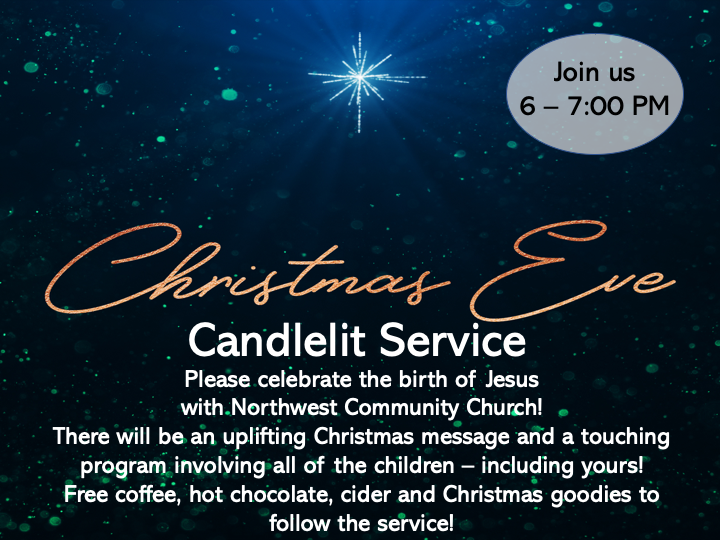 Join us
6 – 7:00 PM
Christmas Eve
Candlelit Service
Please celebrate the birth of Jesus
with Northwest Community Church!
There will be an uplifting Christmas message and a touching
program involving all of the children – including yours!
Free coffee, hot chocolate, cider and Christmas goodies to
follow the service!